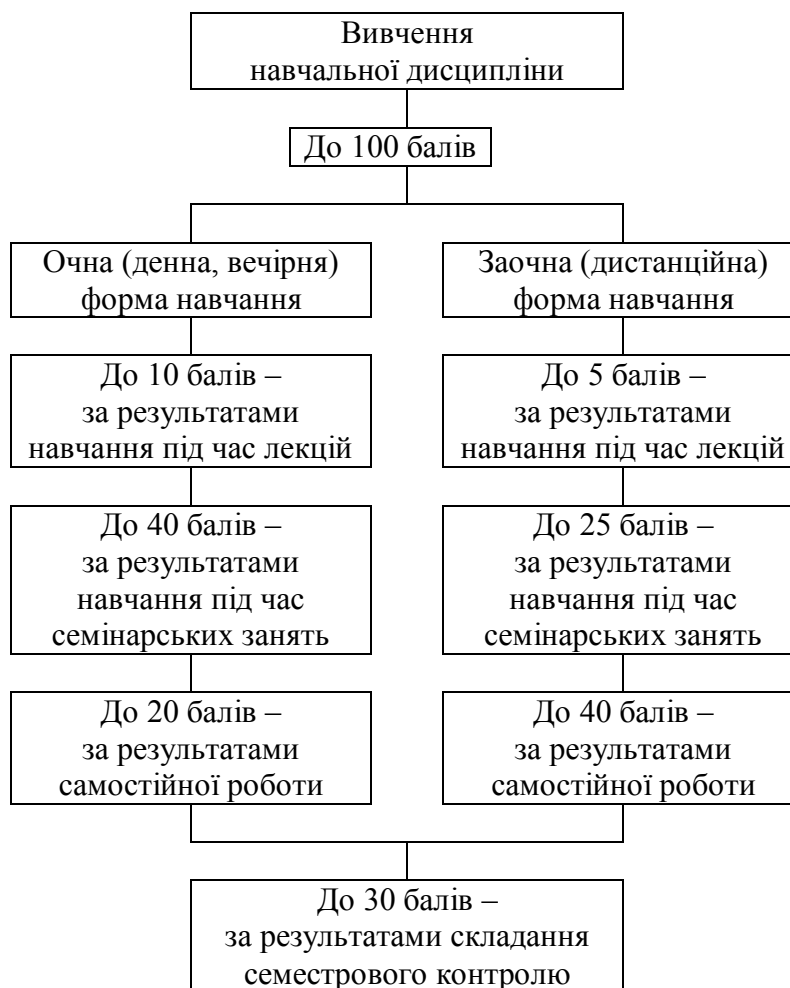 Вивчення
навчальної дисципліни
До 100 балів
Очна (денна, вечірня)
форма навчання
Заочна (дистанційна)
форма навчання
До 10 балів –
за результатами
навчання під час лекцій
До 5 балів –
за результатами
навчання під час лекцій
До 40 балів –
за результатами
навчання під час
семінарських занять
До 25 балів –
за результатами
навчання під час
семінарських занять
До 20 балів –
за результатами
самостійної роботи
До 40 балів –
за результатами
самостійної роботи
До 30 балів –
за результатами складання
семестрового контролю